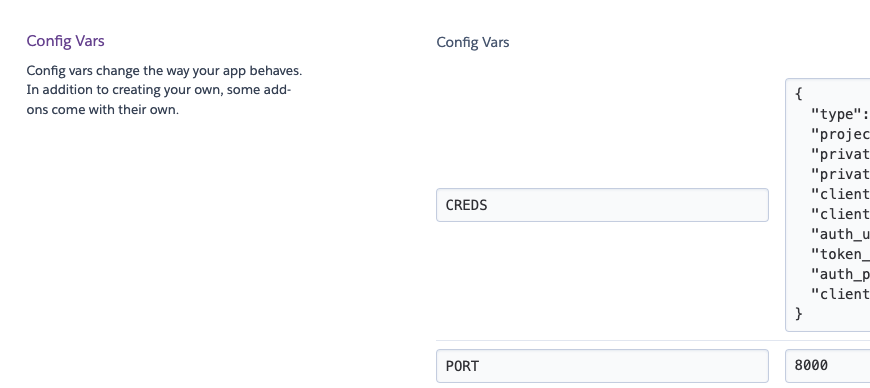 Config Vars
Config vars change the way your app behaves.
In addition to creating your own, some add-
ons come with their own.
Config Vars
CREDS
{
"type":
"projec
"privat
"privat
"client
"client
"auth_u
"token_
"auth_p
"client
}
PORT
8000